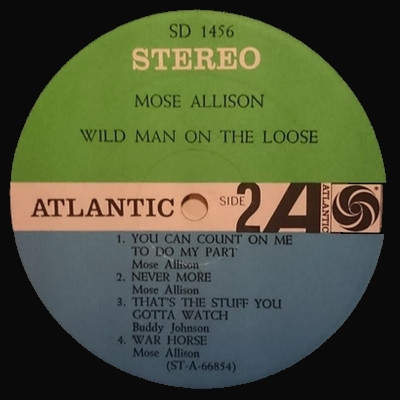 SD 1456
STEREO
MOSE ALLISON
WILD MAN ON THE LOOSE
ATLANTIC SIDE 2 A ATLANTIC
1. YOU CAN COUNT ON ME
TO DO MY PART
Mose Allison
2. NEVER MORE
Mose Allison
3. THAT'S THE STUFF YOU
GOTTA WATCH
Buddy Johnson
4. WAR HORSE
Mose Allison
(ST-A-66854)